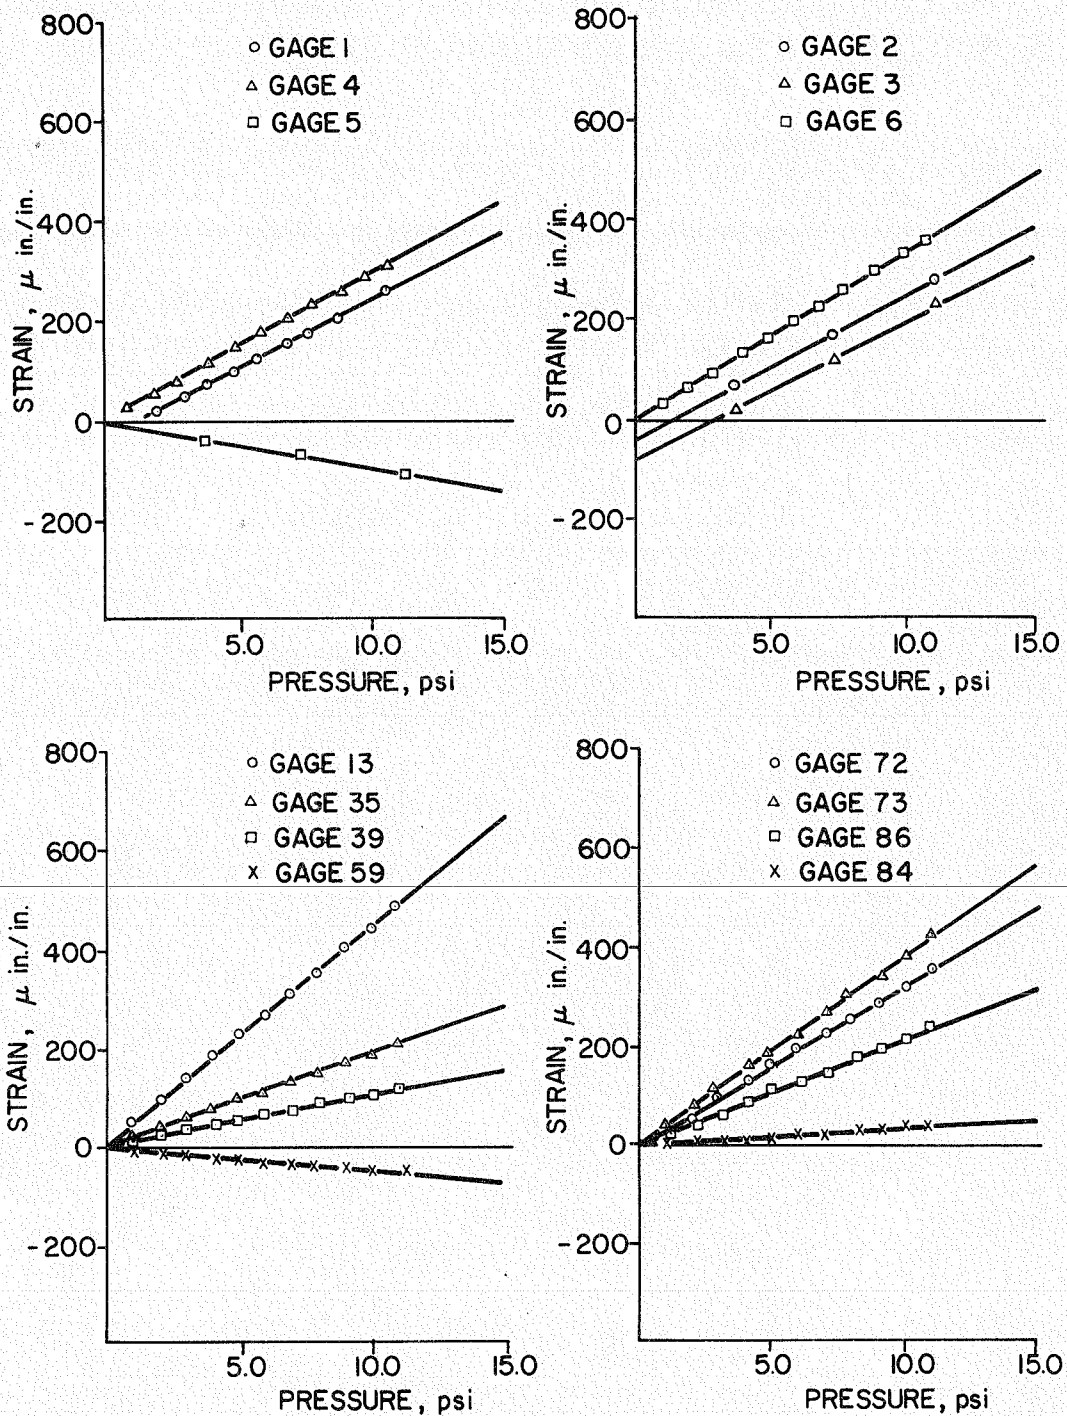 800
600
400
200
0
-200
STRAIN, μ in./in.
○ GAGE 1
△ GAGE 4
□ GAGE 5
5.0 10.0 15.0
PRESSURE, psi
800
600
400
200
0
-200
STRAIN, μ in./in.
○ GAGE 2
△ GAGE 3
□ GAGE 6
5.0 10.0 15.0
PRESSURE, psi
800
600
400
200
0
-200
STRAIN, μ in./in.
○ GAGE 13
△ GAGE 35
□ GAGE 39
X GAGE 59
5.0 10.0 15.0
PRESSURE, psi
800
600
400
200
0
-200
STRAIN, μ in./in.
○ GAGE 72
△ GAGE 73
□ GAGE 86
X GAGE 84
5.0 10.0 15.0
PRESSURE, psi